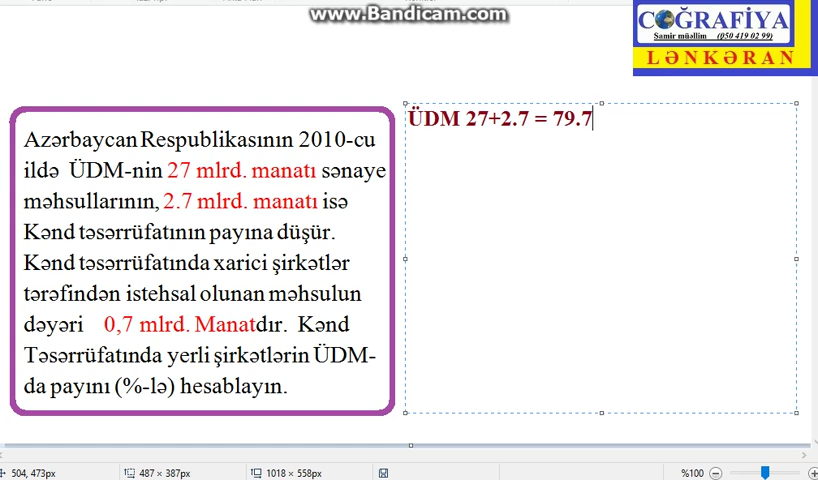 www.Bandicam.com
COĞRAFİYA
Samir müəllim (050 419 02 99)
LƏNKƏRAN
Azərbaycan Respublikasının 2010-cu
ildə ÜDM-nin 27 mlrd. manatı sənaye
məhsullarının, 2.7 mlrd. manatı isə
Kənd təsərrüfatının payına düşür.
Kənd təsərrüfatında xarici şirkətlər
tərəfindən istehsal olunan məhsulun
dəyəri 0,7 mlrd. Manatdır. Kənd
Təsərrüfatında yerli şirkətlərin ÜDM-
da payını (%-lə) hesablayın.
ÜDM 27+2.7 = 79.7
504, 473px
487 × 387px
1018 × 558px
%100